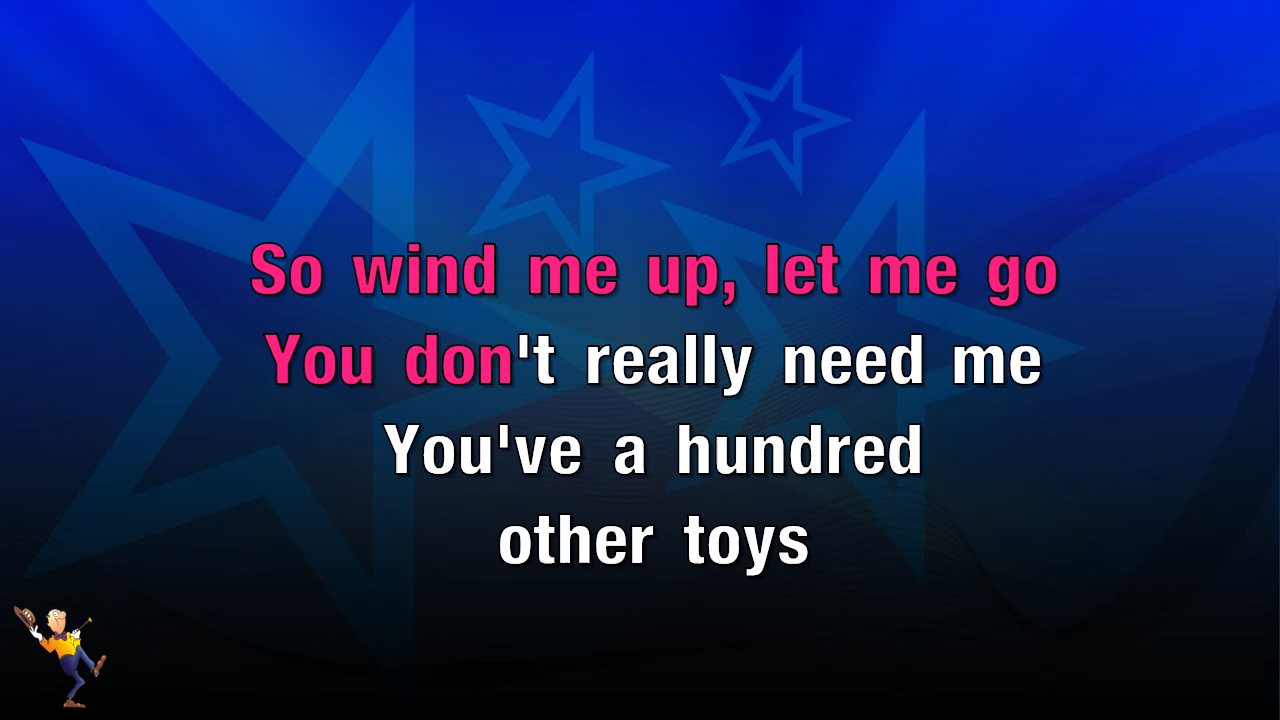 So wind me up, let me go
You don't really need me
You've a hundred
other toys